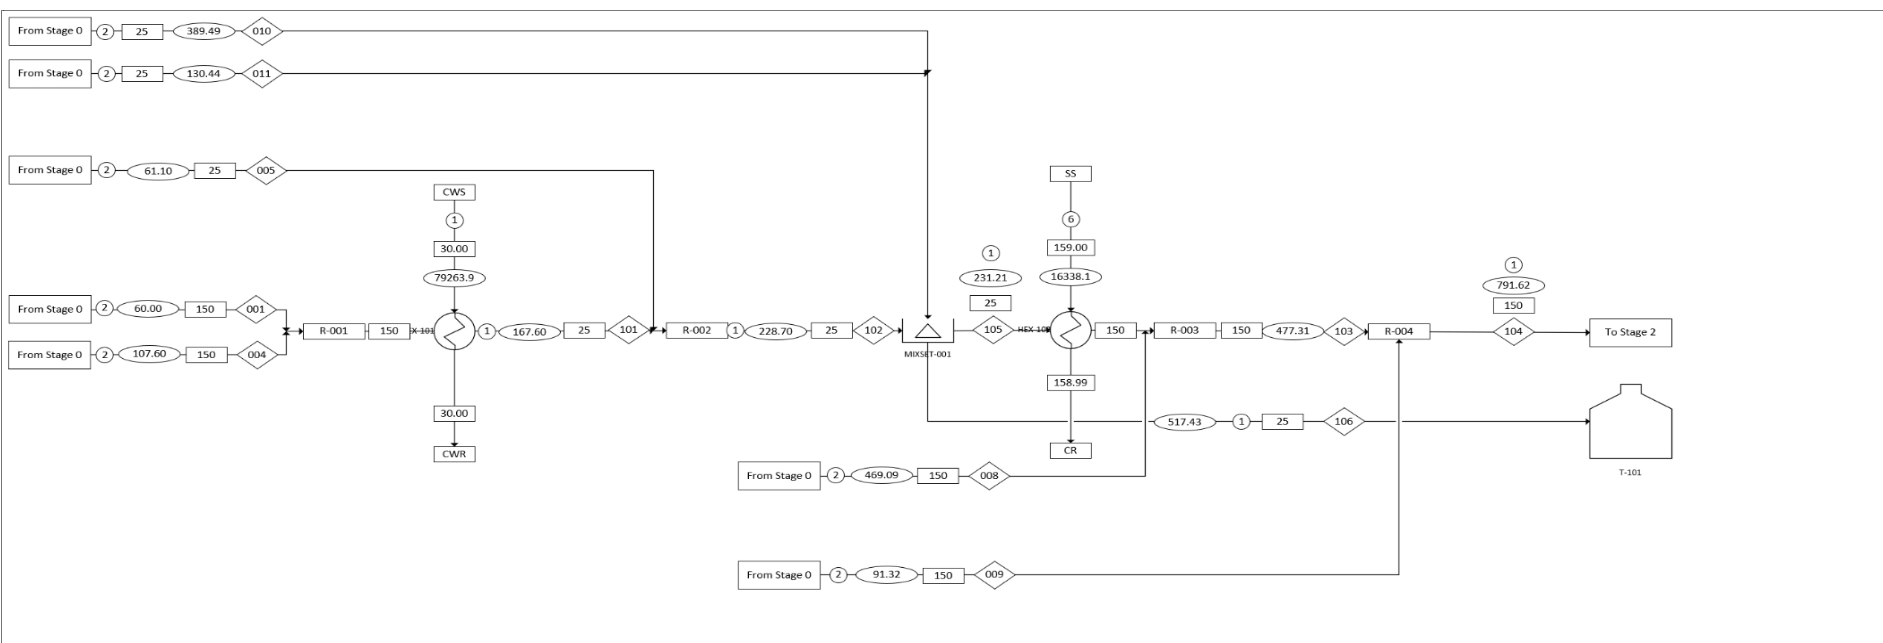 From Stage 0 2 25 389.49 010
From Stage 0 2 25 130.44 011
From Stage 0 2 61.10 25 005
SS
CWS
1
6
30.00
159.00
1
1
79263.9
231.21
16338.1
791.62
25
150
From Stage 0 2 60.00 150 001
R-001 150 X-101 1 167.60 25 101 R-002 1 228.70 25 102 105 150 R-003 150 477.31 103 R-004 104 To Stage 2
MIXSET-001
From Stage 0 2 107.60 150 004
158.99
30.00
517.43 1 25 106
CWR
CR
T-101
From Stage 0 2 469.09 150 008
From Stage 0 2 91.32 150 009